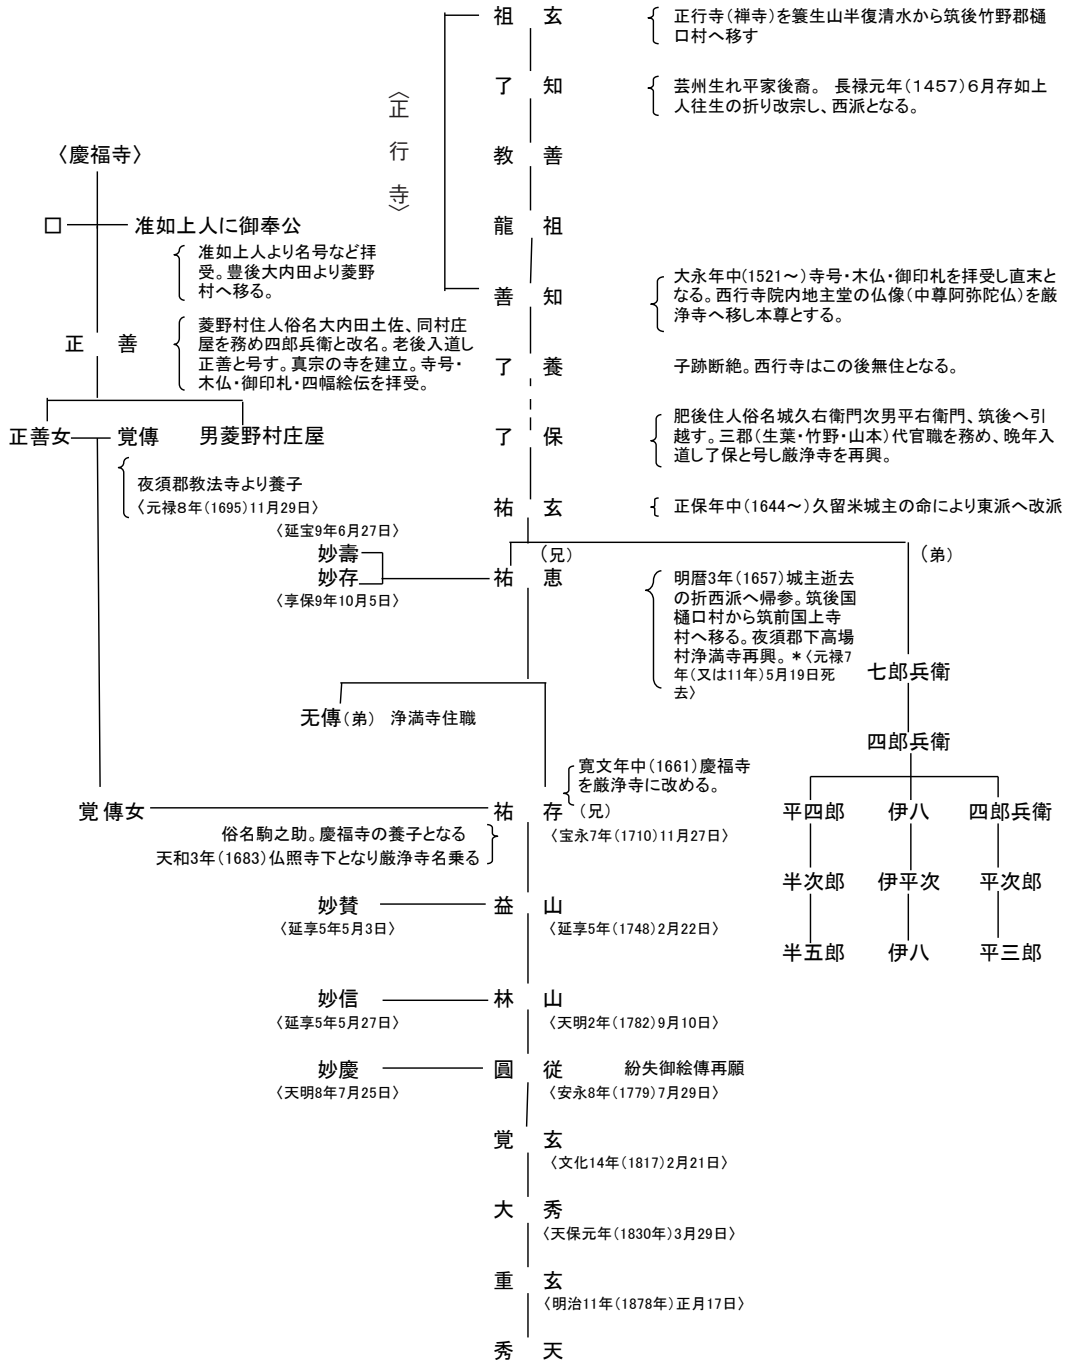 祖 玄
正行寺(禅寺)を簑生山半復清水から筑後竹野郡樋
口村へ移す
了 知
芸州生れ平家後裔。 長禄元年(1457)6月存如上
人往生の折り改宗し、西派となる。
〈正行寺〉
教 善
龍 祖
善 知
大永年中(1521~)寺号・木仏・御印札を拝受し直末と
なる。西行寺院内地主堂の仏像(中尊阿弥陀仏)を厳
浄寺へ移し本尊とする。
了 養
子跡断絶。西行寺はこの後無住となる。
了 保
肥後住人俗名城久右衛門次男平右衛門、筑後へ引
越す。三郡(生葉・竹野・山本)代官職を務め、晩年入
道し了保と号し厳浄寺を再興。
祐 玄
正保年中(1644~)久留米城主の命により東派へ改派
〈慶福寺〉
口
准如上人に御奉公
准如上人より名号など拝
受。豊後大内田より菱野
村へ移る。
正 善
菱野村住人俗名大内田土佐、同村庄
屋を務め四郎兵衛と改名。老後入道し
正善と号す。真宗の寺を建立。寺号・
木仏・御印札・四幅絵伝を拝受。
正善女
覚傳
男菱野村庄屋
夜須郡教法寺より養子
〈元禄8年(1695)11月29日〉
〈延宝9年6月27日〉
妙壽
妙存
〈享保9年10月5日〉
(兄)
祐 恵
明暦3年(1657)城主逝去
の折西派へ帰参。筑後国
樋口村から筑前国上寺
村へ移る。夜須郡下高場
村浄満寺再興。*〈元禄7
年(又は11年)5月19日死
去〉
(弟)
七郎兵衛
四郎兵衛
无傳(弟) 浄満寺住職
寛文年中(1661)慶福寺
を厳浄寺に改める。
覚傳女
祐 存
(兄)
〈宝永7年(1710)11月27日〉
俗名駒之助。慶福寺の養子となる
天和3年(1683)仏照寺下となり厳浄寺名乗る
平四郎
伊八
四郎兵衛
半次郎
伊平次
平次郎
半五郎
伊八
平三郎
妙賛
〈延享5年5月3日〉
益 山
〈延享5年(1748)2月22日〉
妙信
〈延享5年5月27日〉
林 山
〈天明2年(1782)9月10日〉
妙慶
〈天明8年7月25日〉
圓 従
紛失御絵傳再願
〈安永8年(1779)7月29日〉
覚 玄
〈文化14年(1817)2月21日〉
大 秀
〈天保元年(1830年)3月29日〉
重 玄
〈明治11年(1878年)正月17日〉
秀 天